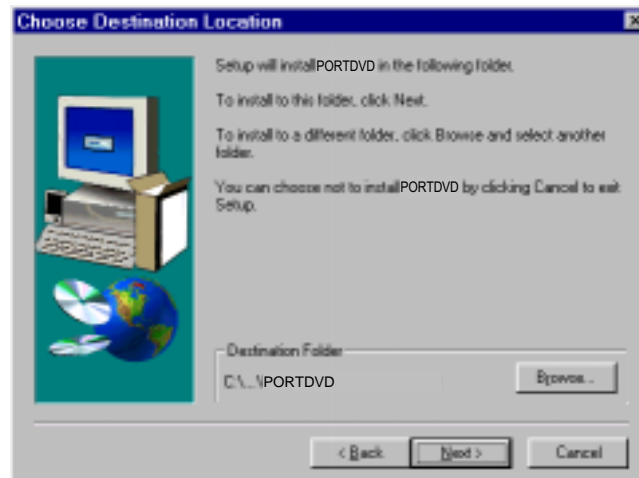 Choose Destination Location
Setup will install PORTDVD in the following folder.
To install to this folder, click Next.
To install to a different folder, click Browse and select another
folder.
You can choose not to install PORTDVD by clicking Cancel to exit
Setup.
Destination Folder
C:\...\PORTDVD
Browse...
< Back
Next >
Cancel